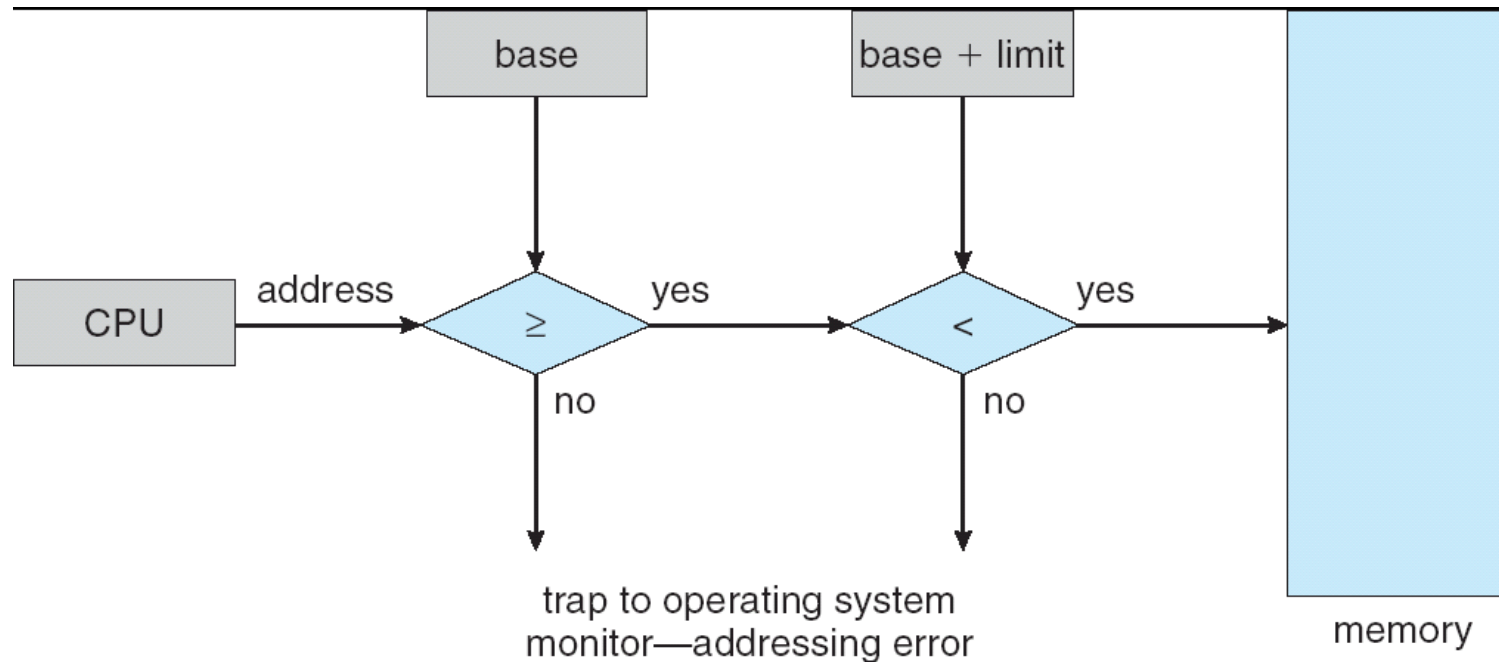 base
base + limit
CPU
address
≥
yes
<
yes
no
no
trap to operating system
monitor—addressing error
memory